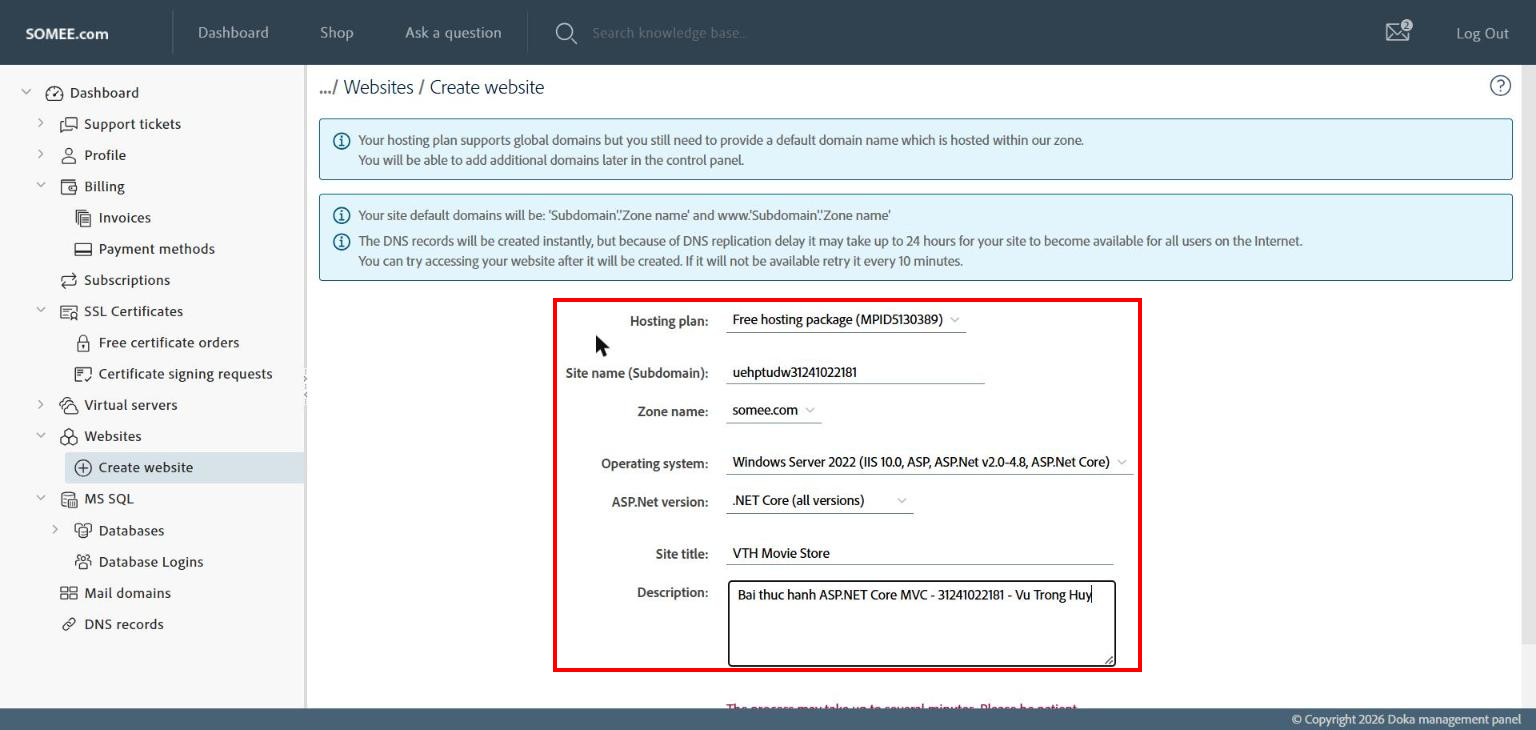 SOMEE.com
Dashboard
Shop
Ask a question
Search knowledge base..
2
Log Out
Dashboard
Support tickets
Profile
Billing
Invoices
Payment methods
Subscriptions
SSL Certificates
Free certificate orders
Certificate signing requests
Virtual servers
Websites
Create website
MS SQL
Databases
Database Logins
Mail domains
DNS records
.../ Websites / Create website
?
Your hosting plan supports global domains but you still need to provide a default domain name which is hosted within our zone.
You will be able to add additional domains later in the control panel.
Your site default domains will be: 'Subdomain'.'Zone name' and www.'Subdomain'.'Zone name'
The DNS records will be created instantly, but because of DNS replication delay it may take up to 24 hours for your site to become available for all users on the Internet.
You can try accessing your website after it will be created. If it will not be available retry it every 10 minutes.
Hosting plan: Free hosting package (MPID5130389)
Site name (Subdomain): uehptudw31241022181
Zone name: somee.com
Operating system: Windows Server 2022 (IIS 10.0, ASP, ASP.Net v2.0-4.8, ASP.Net Core)
ASP.Net version: .NET Core (all versions)
Site title: VTH Movie Store
Description: Bai thuc hanh ASP.NET Core MVC - 31241022181 - Vu Trong Huy
The process may take up to several minutes. Please be patient.
© Copyright 2026 Doka management panel